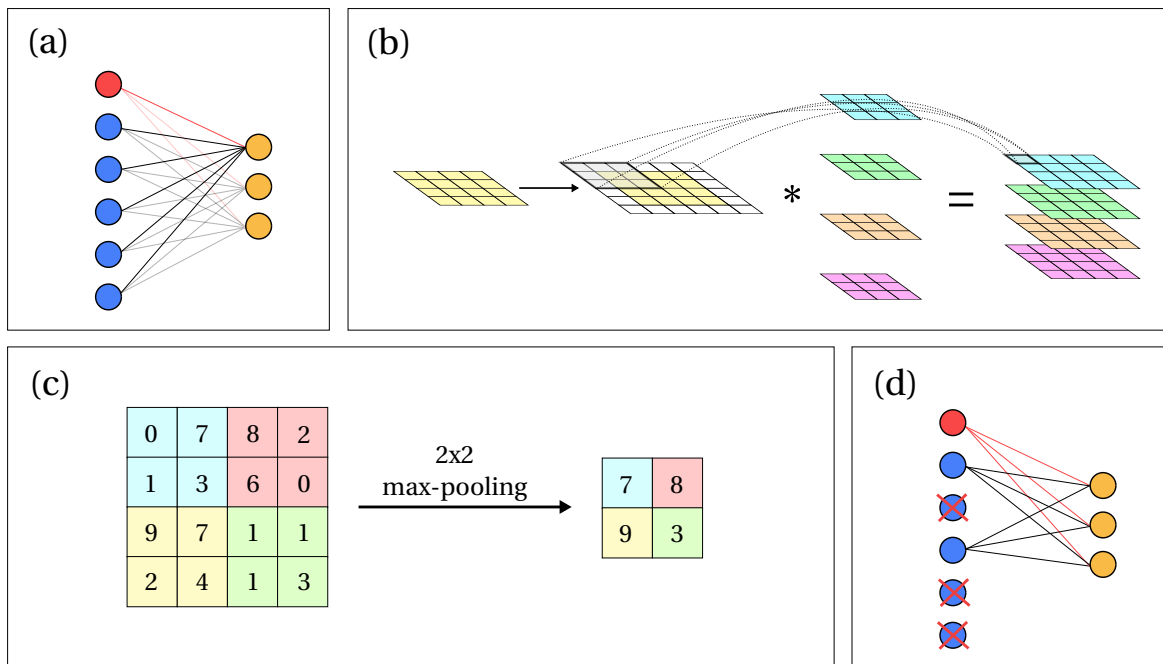 (a)
(b)
* =
(c)
0 7 8 2
1 3 6 0
9 7 1 1
2 4 1 3
2x2
max-pooling
7 8
9 3
(d)